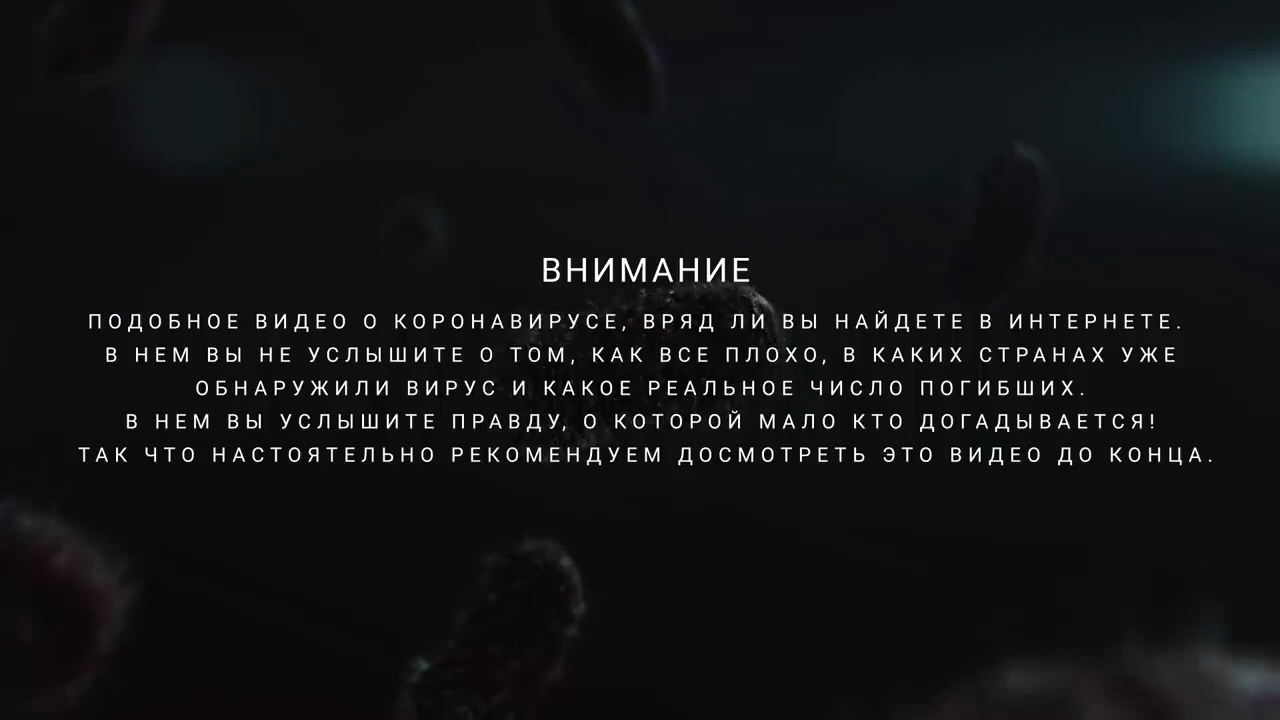 ВНИМАНИЕ
ПОДОБНОЕ ВИДЕО О КОРОНАВИРУСЕ, ВРЯД ЛИ ВЫ НАЙДЕТЕ В ИНТЕРНЕТЕ.
В НЕМ ВЫ НЕ УСЛЫШИТЕ О ТОМ, КАК ВСЕ ПЛОХО, В КАКИХ СТРАНАХ УЖЕ
ОБНАРУЖИЛИ ВИРУС И КАКОЕ РЕАЛЬНОЕ ЧИСЛО ПОГИБШИХ.
В НЕМ ВЫ УСЛЫШИТЕ ПРАВДУ, О КОТОРОЙ МАЛО КТО ДОГАДЫВАЕТСЯ!
ТАК ЧТО НАСТОЯТЕЛЬНО РЕКОМЕНДУЕМ ДОСМОТРЕТЬ ЭТО ВИДЕО ДО КОНЦА.